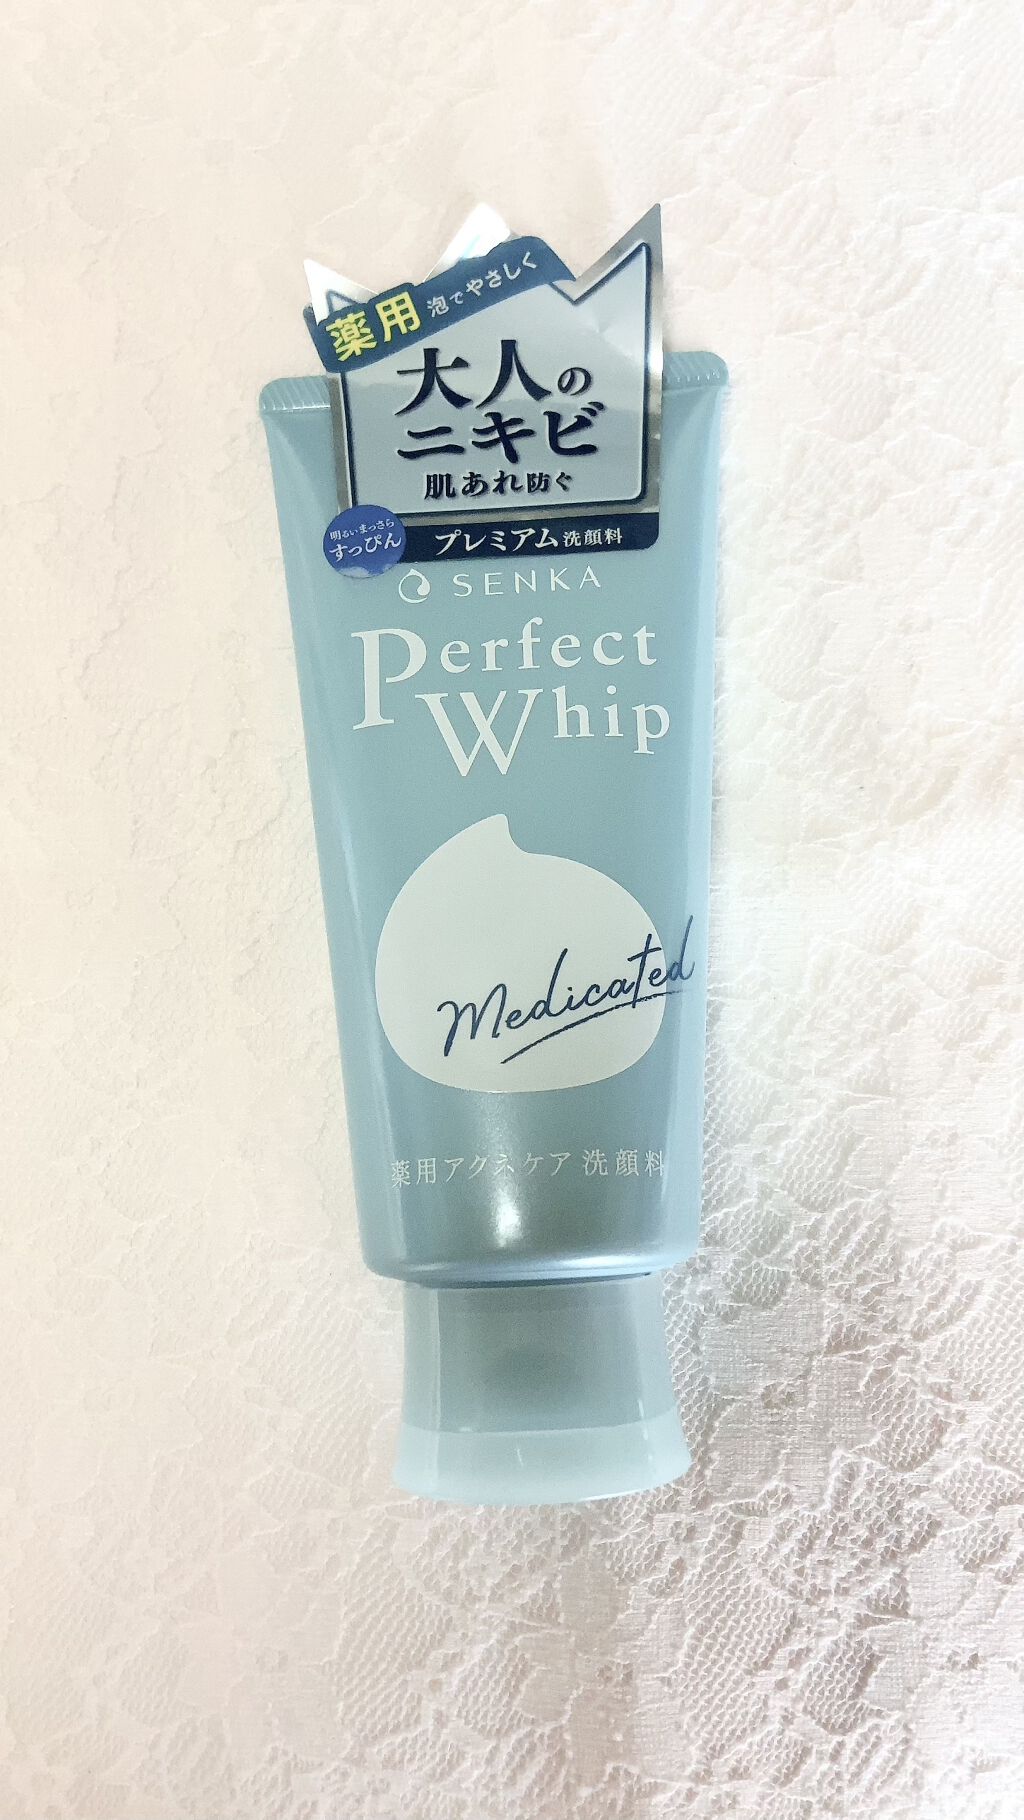 薬用 泡でやさしく
大人の
ニキビ
肌あれ防ぐ
明るいまっさら
すっぴん
プレミアム洗顔料
SENKA
Perfect
Whip
Medicated
薬用アクネケア 洗顔料